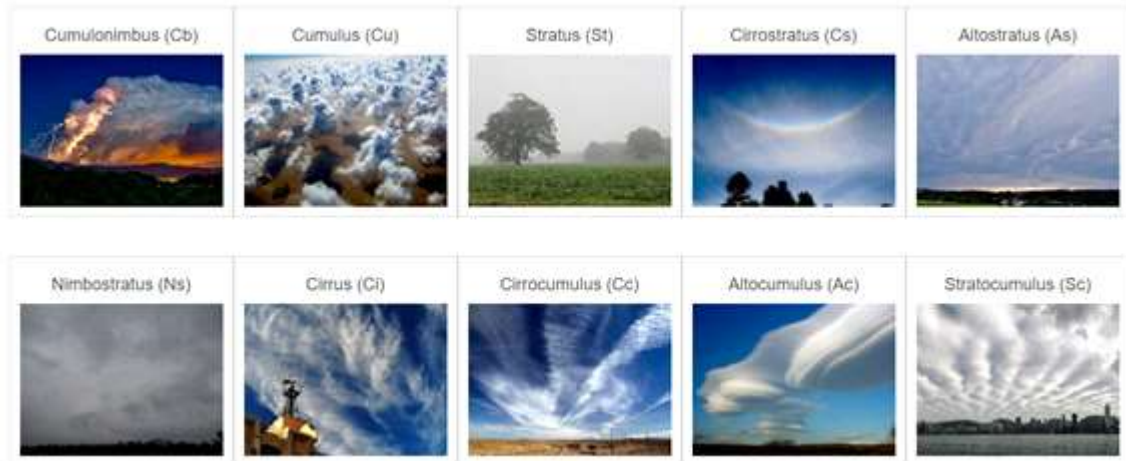 Cumulonimbus (Cb)
Cumulus (Cu)
Stratus (St)
Cirrostratus (Cs)
Altostratus (As)
Nimbostratus (Ns)
Cirrus (Ci)
Cirrocumulus (Cc)
Altocumulus (Ac)
Stratocumulus (Sc)